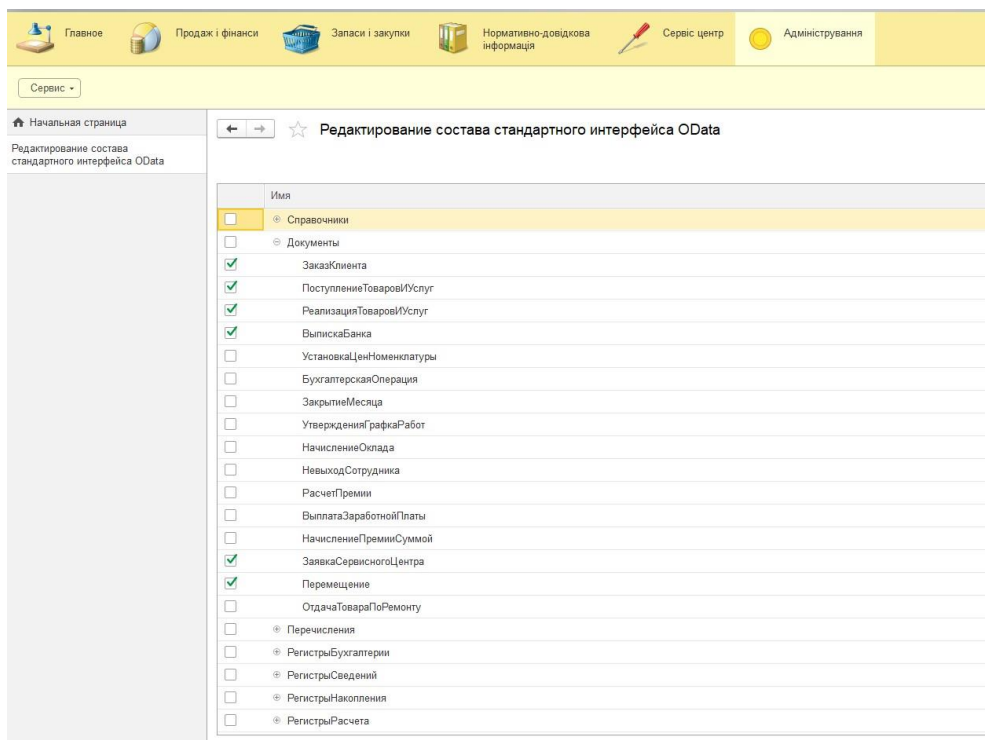 Главное
Продаж і фінанси
Запаси і закупки
Нормативно-довідкова
інформація
Сервіс центр
Адміністрування
Сервис
Начальная страница
Редактирование состава
стандартного интерфейса OData
Редактирование состава стандартного интерфейса OData
Имя
Справочники
Документы
ЗаказКлиента
ПоступлениеТоваровИУслуг
РеализацияТоваровИУслуг
ВыпискаБанка
УстановкаЦенНоменклатуры
БухгалтерскаяОперация
ЗакрытиеМесяца
УтвержденияГрафкаРабот
НачислениеОклада
НевыходСотрудника
РасчетПремии
ВыплатаЗаработнойПлаты
НачислениеПремииСуммой
ЗаявкаСервисногоЦентра
Перемещение
ОтдачаТовараПоРемонту
Перечисления
РегистрыБухгалтерии
РегистрыСведений
РегистрыНакопления
РегистрыРасчета